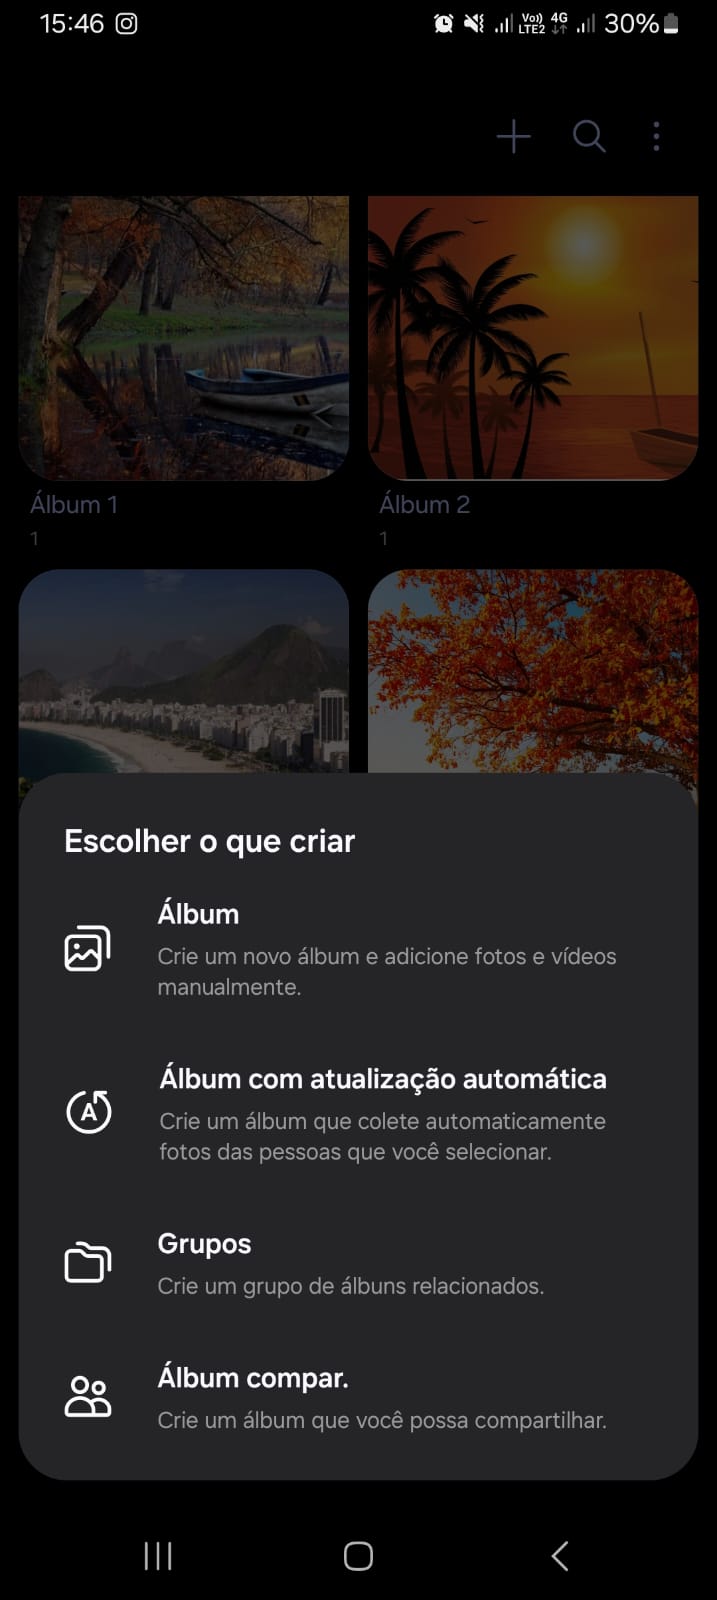 15:46
Vo)) 4G
LTE2
30%
Álbum 1
Álbum 2
1
1
Escolher o que criar
Álbum
Crie um novo álbum e adicione fotos e vídeos
manualmente.
A
Álbum com atualização automática
Crie um álbum que colete automaticamente
fotos das pessoas que você selecionar.
Grupos
Crie um grupo de álbuns relacionados.
Álbum compar.
Crie um álbum que você possa compartilhar.